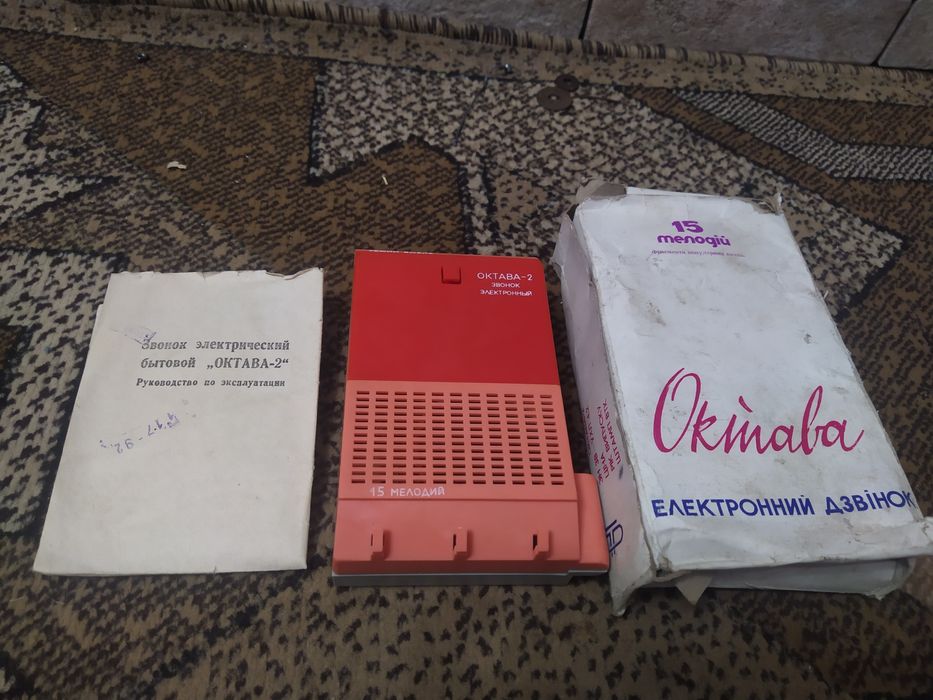 Звонок электрический
бытовой „ОКТАВА-2“
Руководство по эксплуатации
ОКТАВА-2
ЗВОНОК
ЭЛЕКТРОННЫЙ
15 МЕЛОДИЙ
15
мелодій
Октава
ЕЛЕКТРОННИЙ ДЗВІНОК